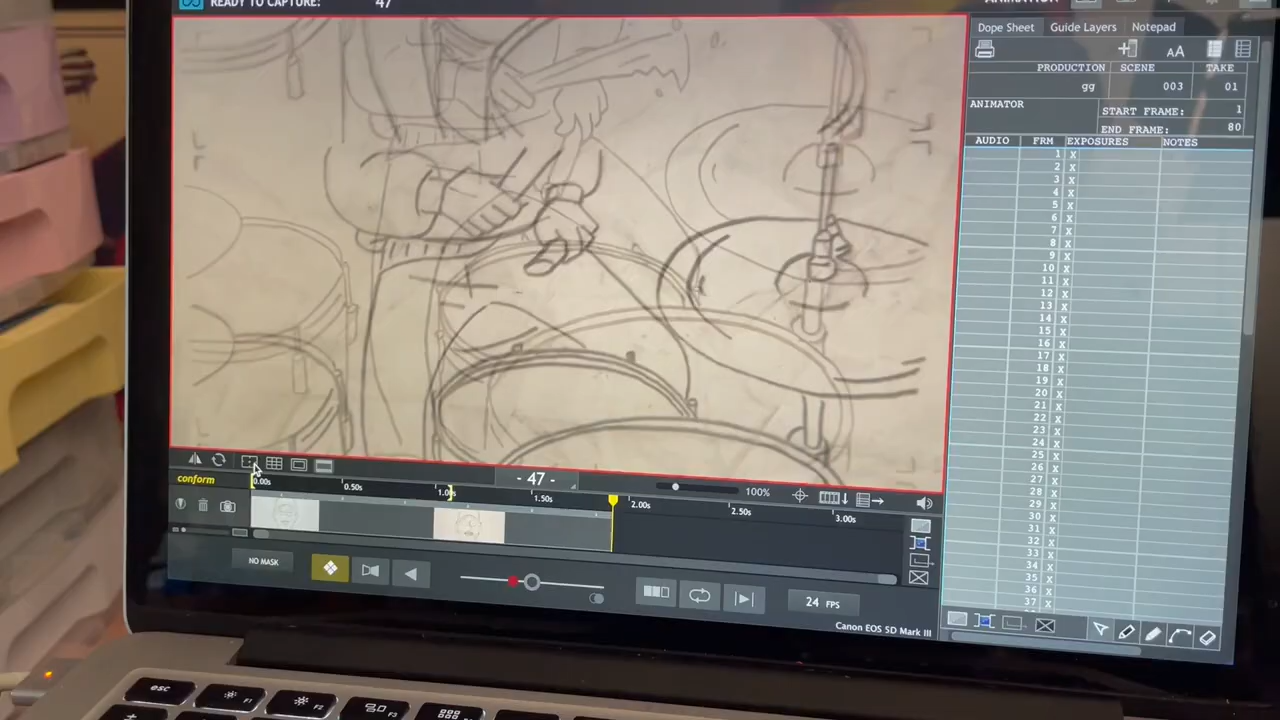 READY TO CAPTURE: 47
Dope Sheet Guide Layers Notepad
AA
PRODUCTION SCENE TAKE
gg 003 01
ANIMATOR START FRAME: 1
END FRAME: 80
AUDIO FRM EXPOSURES NOTES
1 x
2 x
3 x
4 x
5 x
6 x
7 x
8 x
9 x
10 x
11 x
12 x
13 x
14 x
15 x
16 x
17 x
18 x
19 x
20 x
21 x
22 x
23 x
24 x
25 x
26 x
27 x
28 x
29 x
30 x
31 x
32 x
33 x
34 x
35 x
36 x
37 x
- 47 - 100%
conform 0.00s 0.50s 1.00s 1.50s 2.00s 2.50s 3.00s
NO MASK
24 FPS
Canon EOS 5D Mark III
esc F1 F2 F3